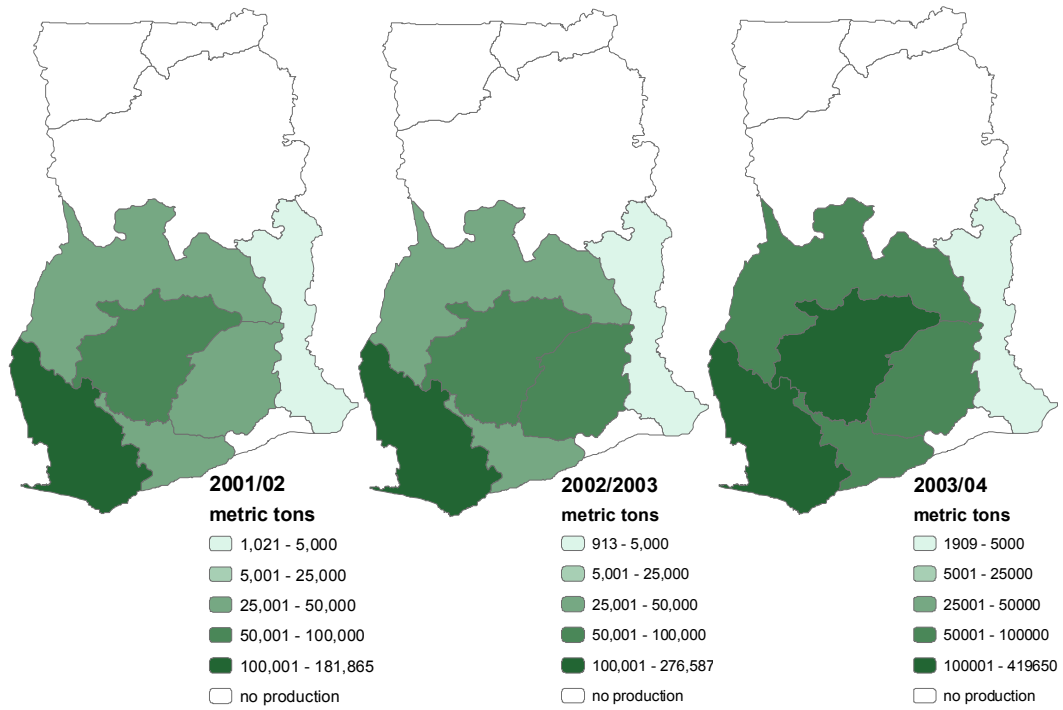 2001/02
metric tons
1,021 - 5,000
5,001 - 25,000
25,001 - 50,000
50,001 - 100,000
100,001 - 181,865
no production
2002/2003
metric tons
913 - 5,000
5,001 - 25,000
25,001 - 50,000
50,001 - 100,000
100,001 - 276,587
no production
2003/04
metric tons
1909 - 5000
5001 - 25000
25001 - 50000
50001 - 100000
100001 - 419650
no production